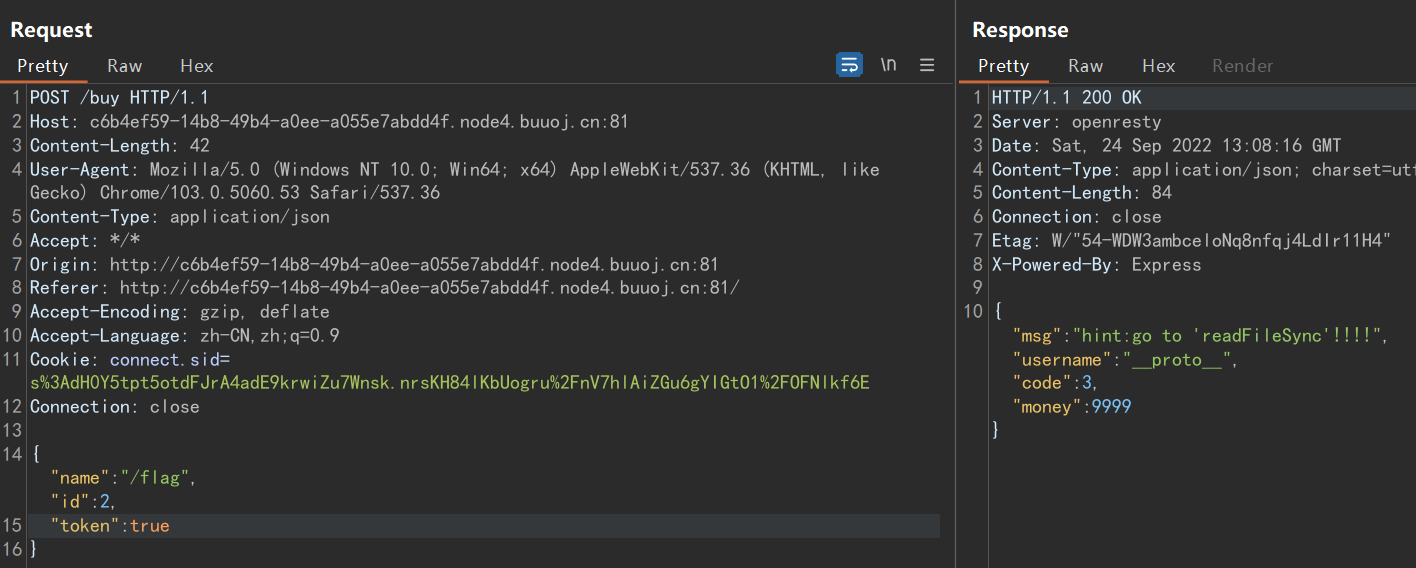 Request
Pretty Raw Hex \n
1 POST /buy HTTP/1.1
2 Host: c6b4ef59-14b8-49b4-a0ee-a055e7abdd4f.node4.buuoj.cn:81
3 Content-Length: 42
4 User-Agent: Mozilla/5.0 (Windows NT 10.0; Win64; x64) AppleWebKit/537.36 (KHTML, like
Gecko) Chrome/103.0.5060.53 Safari/537.36
5 Content-Type: application/json
6 Accept: */*
7 Origin: http://c6b4ef59-14b8-49b4-a0ee-a055e7abdd4f.node4.buuoj.cn:81
8 Referer: http://c6b4ef59-14b8-49b4-a0ee-a055e7abdd4f.node4.buuoj.cn:81/
9 Accept-Encoding: gzip, deflate
10 Accept-Language: zh-CN,zh;q=0.9
11 Cookie: connect.sid=
s%3AdH0Y5tpt5otdFJrA4adE9krwiZu7Wnsk.nrsKH84lKbUogru%2FnV7hlAiZGu6gYlGtO1%2FOFNlkf6E
12 Connection: close
13
14 {
"name":"/flag",
"id":2,
15 "token":true
16 }
Response
Pretty Raw Hex Render
1 HTTP/1.1 200 OK
2 Server: openresty
3 Date: Sat, 24 Sep 2022 13:08:16 GMT
4 Content-Type: application/json; charset=utf
5 Content-Length: 84
6 Connection: close
7 Etag: W/"54-WDW3ambceloNq8nfqj4Ldlr11H4"
8 X-Powered-By: Express
9
10 {
"msg":"hint:go to 'readFileSync'!!!!",
"username":"__proto__",
"code":3,
"money":9999
}